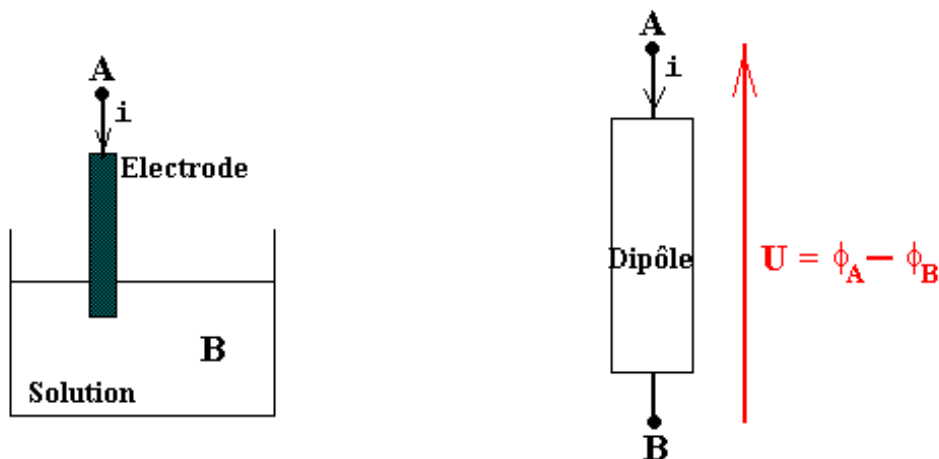 A
i
Electrode
B
Solution
A
i
Dipôle
U = ϕA − ϕB
B